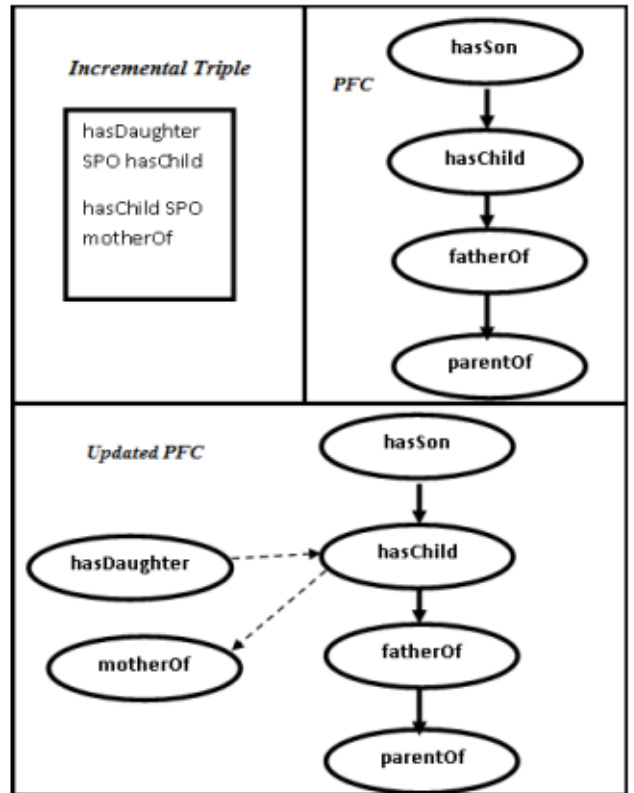 Incremental Triple
hasDaughter
SPO hasChild
hasChild SPO
motherOf
PFC
hasSon
hasChild
fatherOf
parentOf
Updated PFC
hasSon
hasDaughter
hasChild
motherOf
fatherOf
parentOf